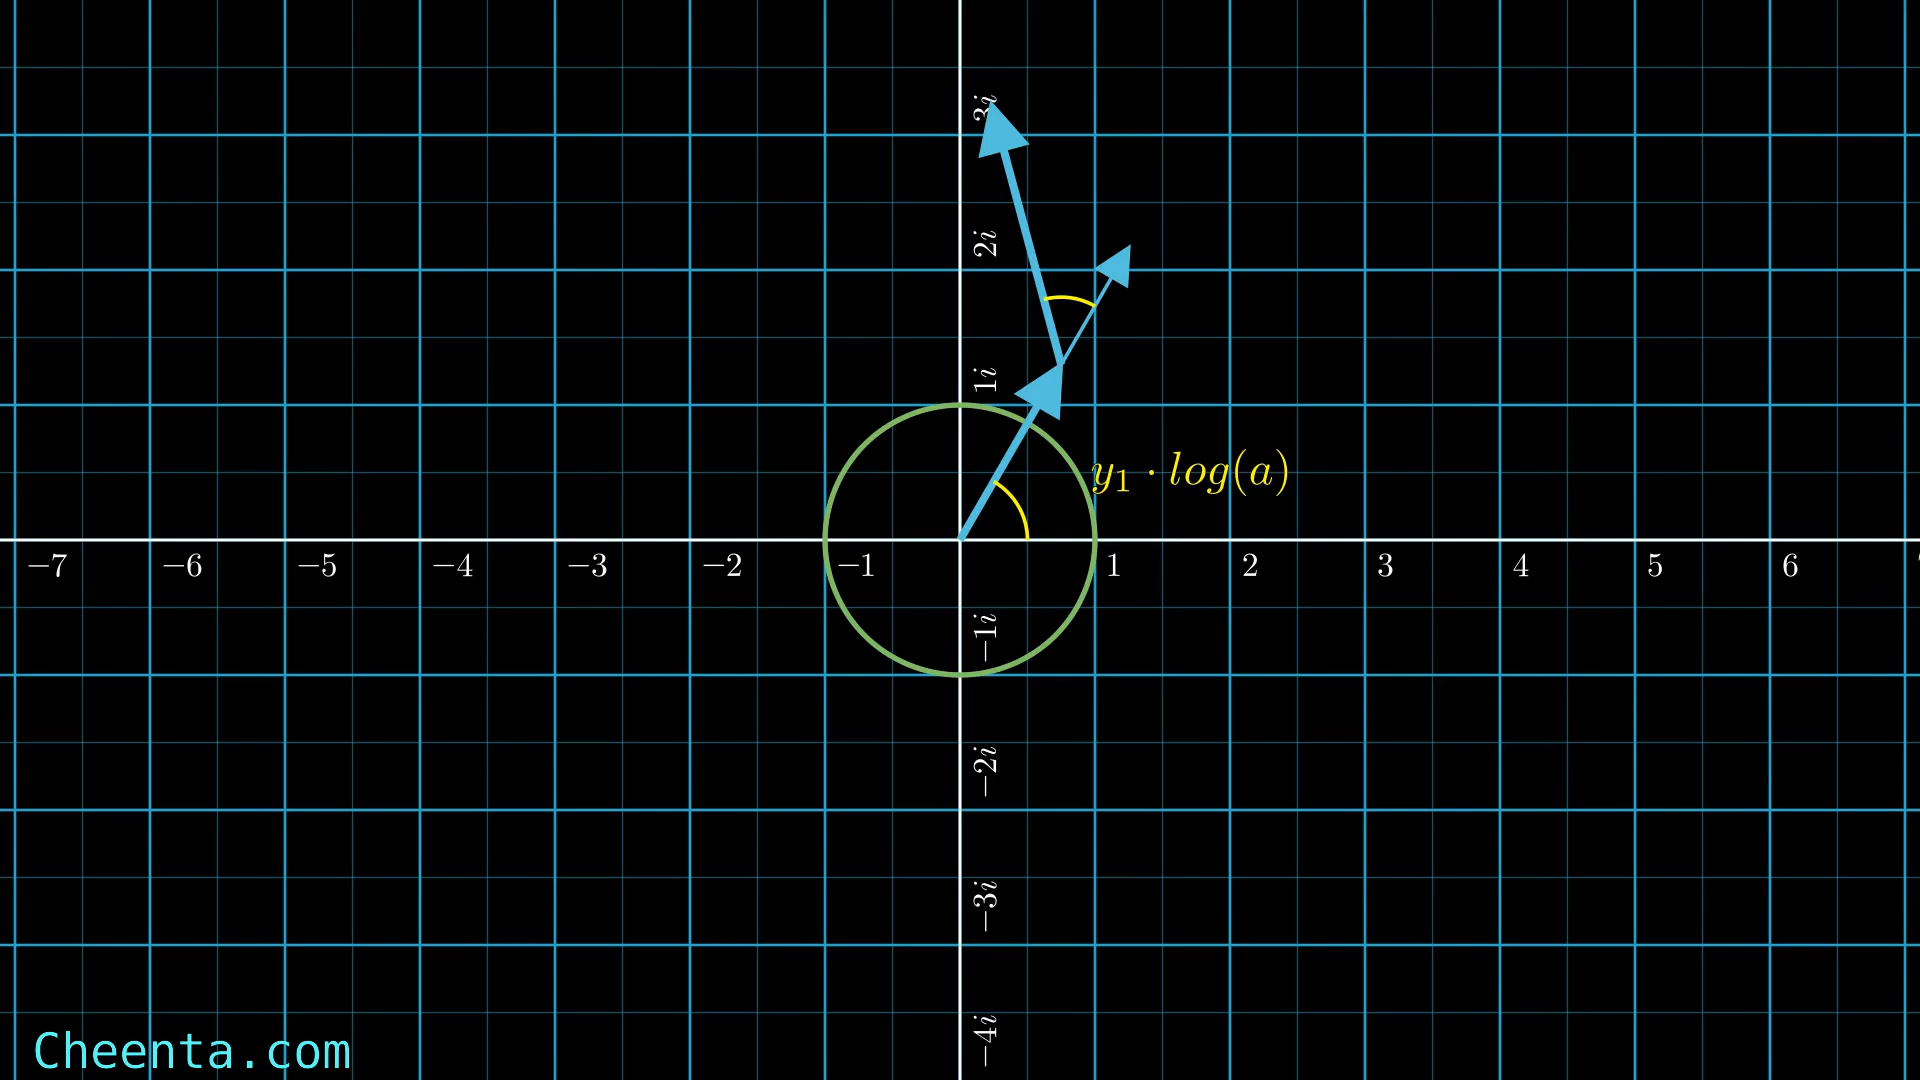 3i
2i
1i
y₁ · log(a)
−7 −6 −5 −4 −3 −2 −1 1 2 3 4 5 6
−1i
−2i
−3i
−4i
Cheenta.com